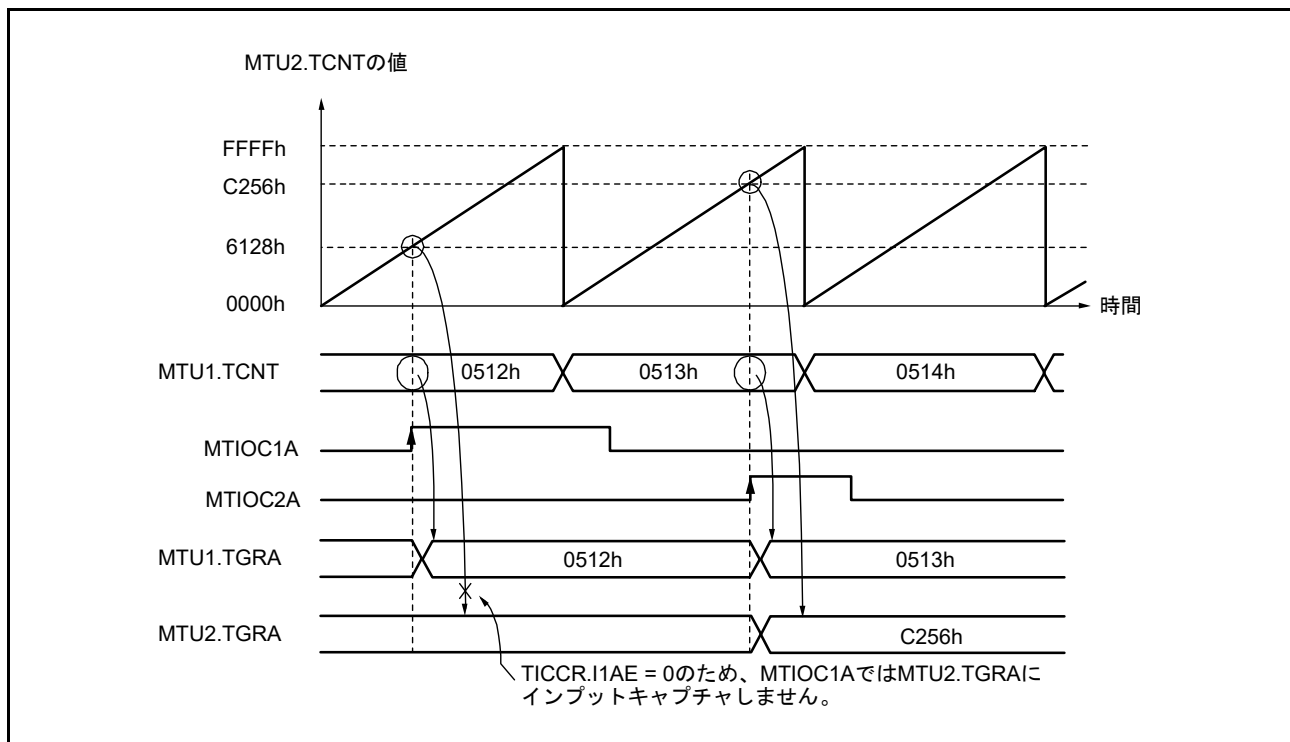 MTU2.TCNTの値
FFFFh
C256h
6128h
0000h
時間
MTU1.TCNT
0512h
0513h
0514h
MTIOC1A
MTIOC2A
MTU1.TGRA
0512h
0513h
MTU2.TGRA
C256h
TICCR.I1AE = 0のため、MTIOC1AではMTU2.TGRAに
インプットキャプチャしません。